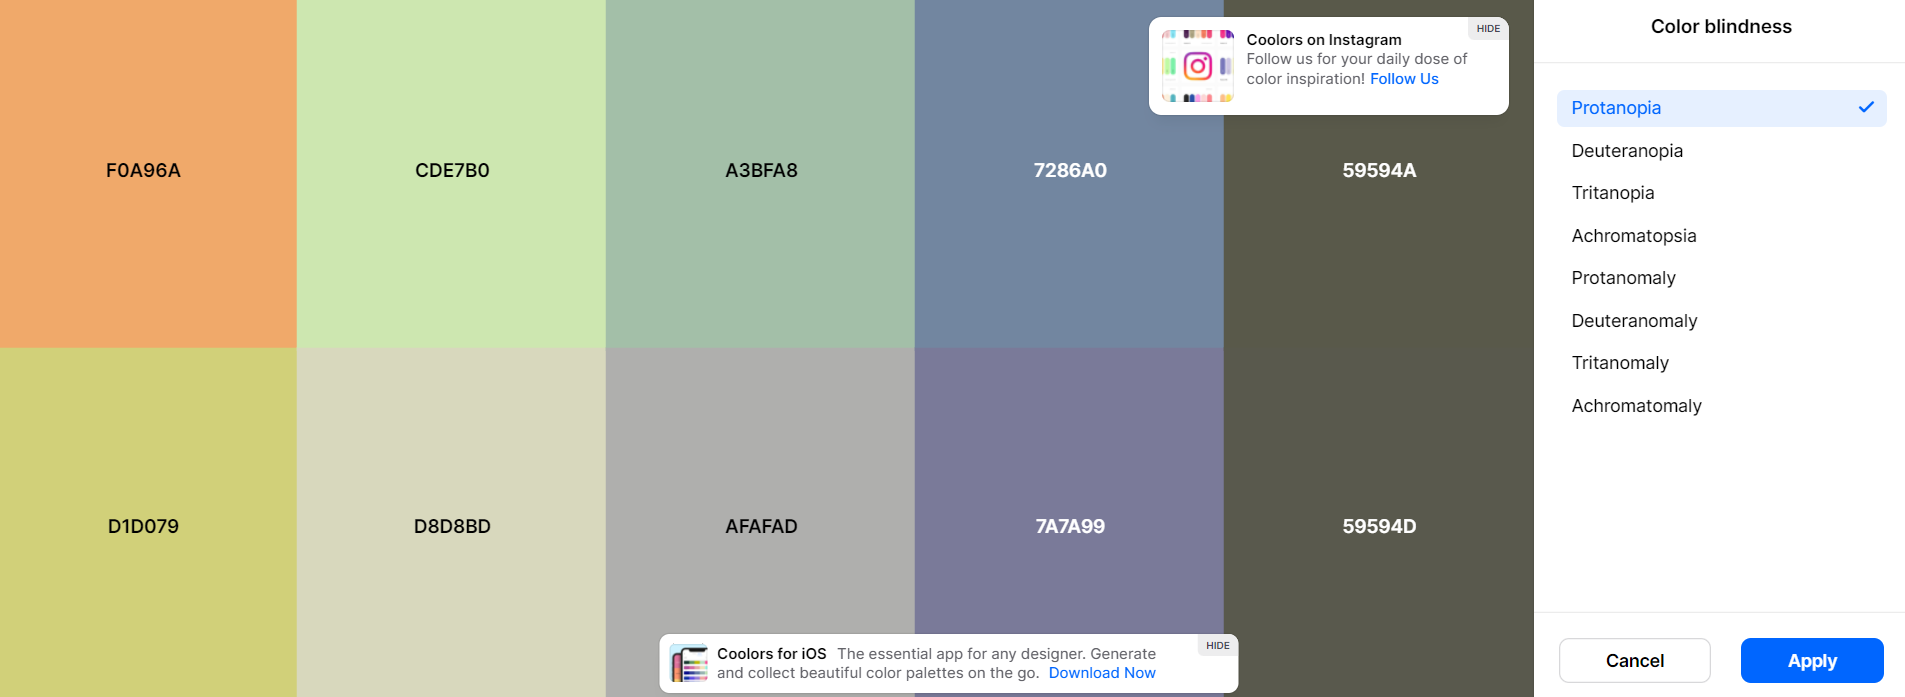 HIDE
Coolors on Instagram
Follow us for your daily dose of
color inspiration! Follow Us
F0A96A
CDE7B0
A3BFA8
7286A0
59594A
D1D079
D8D8BD
AFAFAD
7A7A99
59594D
HIDE
Coolors for iOS The essential app for any designer. Generate
and collect beautiful color palettes on the go. Download Now
Color blindness
Protanopia
Deuteranopia
Tritanopia
Achromatopsia
Protanomaly
Deuteranomaly
Tritanomaly
Achromatomaly
Cancel
Apply